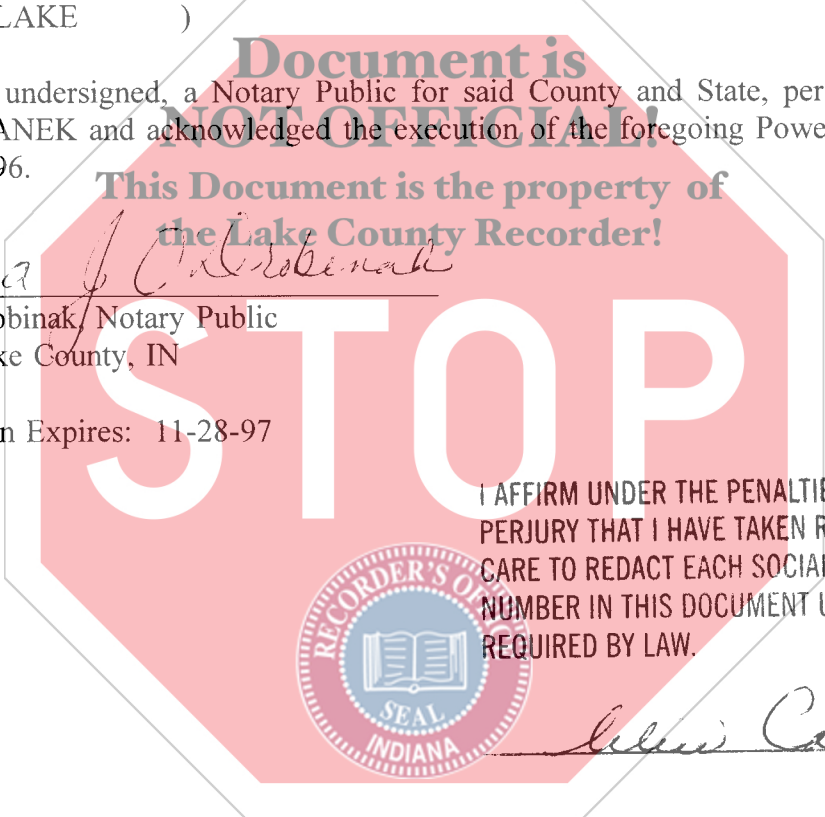 LAKE )
Document is
undersigned, a Notary Public for said County and State, per
NOT OFFICIAL!
ANEK and acknowledged the execution of the foregoing Powe
96.
This Document is the property of
the Lake County Recorder!
a J
obinak, Notary Public
ke County, IN
STOP
n Expires: 11-28-97
I AFFIRM UNDER THE PENALTIE
PERJURY THAT I HAVE TAKEN R
CARE TO REDACT EACH SOCIAL
NUMBER IN THIS DOCUMENT U
REQUIRED BY LAW.
RECORDER'S OFFICE
SEAL
INDIANA